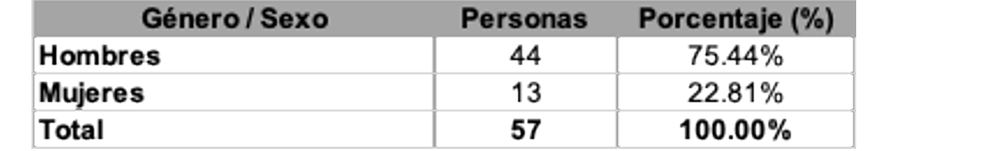 Género / Sexo Personas Porcentaje (%)
Hombres 44 75.44%
Mujeres 13 22.81%
Total 57 100.00%